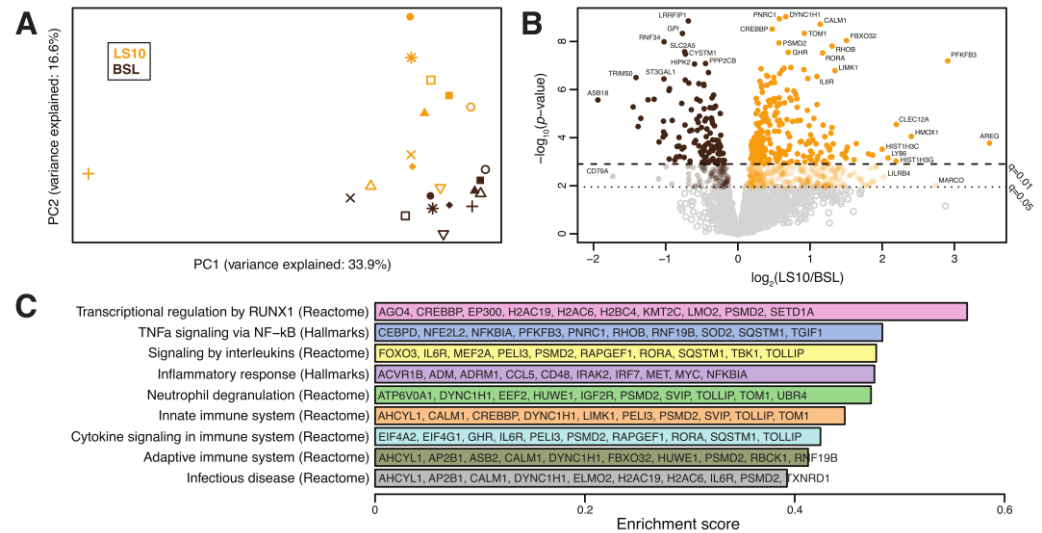 A
B
LS10
BSL
PC2 (variance explained: 16.6%)
PC1 (variance explained: 33.9%)
−log10(p−value)
8
6
4
2
0
LRRFIP1
GPI
RNF34
SLC2A5
CYSTM1
HIPK2
PPP2CB
ST3GAL1
TRIM50
ASB18
CD79A
PNRC1
DYNC1H1
CREBBP
CALM1
TOM1
FBXO32
PSMD2
RHOB
GHR
RORA
LIMK1
IL6R
PFKFB3
CLEC12A
HMOX1
AREG
HIST1H3C
LY86
HIST1H3G
LILRB4
MARCO
q=0.01
q=0.05
−2
−1
0
1
2
3
log2(LS10/BSL)
C
Transcriptional regulation by RUNX1 (Reactome) AGO4, CREBBP, EP300, H2AC19, H2AC6, H2BC4, KMT2C, LMO2, PSMD2, SETD1A
TNFa signaling via NF−kB (Hallmarks) CEBPD, NFE2L2, NFKBIA, PFKFB3, PNRC1, RHOB, RNF19B, SOD2, SQSTM1, TGIF1
Signaling by interleukins (Reactome) FOXO3, IL6R, MEF2A, PELI3, PSMD2, RAPGEF1, RORA, SQSTM1, TBK1, TOLLIP
Inflammatory response (Hallmarks) ACVR1B, ADM, ADRM1, CCL5, CD48, IRAK2, IRF7, MET, MYC, NFKBIA
Neutrophil degranulation (Reactome) ATP6V0A1, DYNC1H1, EEF2, HUWE1, IGF2R, PSMD2, SVIP, TOLLIP, TOM1, UBR4
Innate immune system (Reactome) AHCYL1, CALM1, CREBBP, DYNC1H1, LIMK1, PELI3, PSMD2, SVIP, TOLLIP, TOM1
Cytokine signaling in immune system (Reactome) EIF4A2, EIF4G1, GHR, IL6R, PELI3, PSMD2, RAPGEF1, RORA, SQSTM1, TOLLIP
Adaptive immune system (Reactome) AHCYL1, AP2B1, ASB2, CALM1, DYNC1H1, FBXO32, HUWE1, PSMD2, RBCK1, RNF19B
Infectious disease (Reactome) AHCYL1, AP2B1, CALM1, DYNC1H1, ELMO2, H2AC19, H2AC6, IL6R, PSMD2, TXNRD1
0
0.2
0.4
0.6
Enrichment score